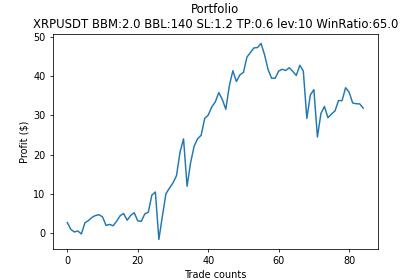 Portfolio
XRPUSDT BBM:2.0 BBL:140 SL:1.2 TP:0.6 lev:10 WinRatio:65.0
50
40
30
20
10
0
Profit ($)
0 20 40 60 80
Trade counts